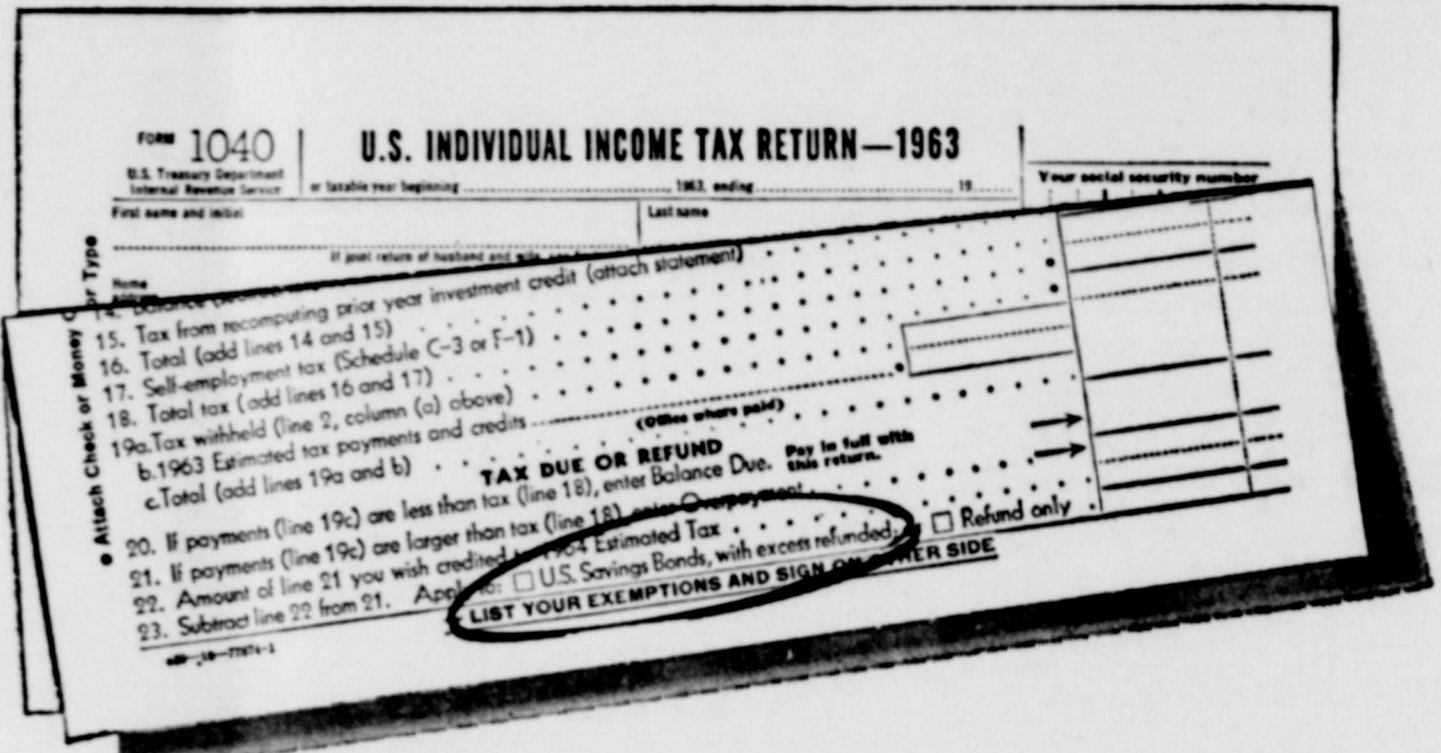 FORM 1040
U.S. Treasury Department
Internal Revenue Service
U.S. INDIVIDUAL INCOME TAX RETURN—1963
or taxable year beginning 1963, ending 19
Your social security number
First name and initial
Last name
If joint return of husband and wife,
Home
● Attach Check or Money or Type
14. Balance
15. Tax from recomputing prior year investment credit (attach statement)
16. Total (add lines 14 and 15)
17. Self-employment tax (Schedule C-3 or F-1)
18. Total tax (add lines 16 and 17)
19a. Tax withheld (line 2, column (a) above)
b. 1963 Estimated tax payments and credits
(Office where paid)
c. Total (add lines 19a and b)
TAX DUE OR REFUND
20. If payments (line 19c) are less than tax (line 18), enter Balance Due. Pay in full with this return.
21. If payments (line 19c) are larger than tax (line 18), enter Overpayment
22. Amount of line 21 you wish credited to 1964 Estimated Tax
23. Subtract line 22 from 21. Apply to: □ U.S. Savings Bonds, with excess refunded; □ Refund only
LIST YOUR EXEMPTIONS AND SIGN ON OTHER SIDE